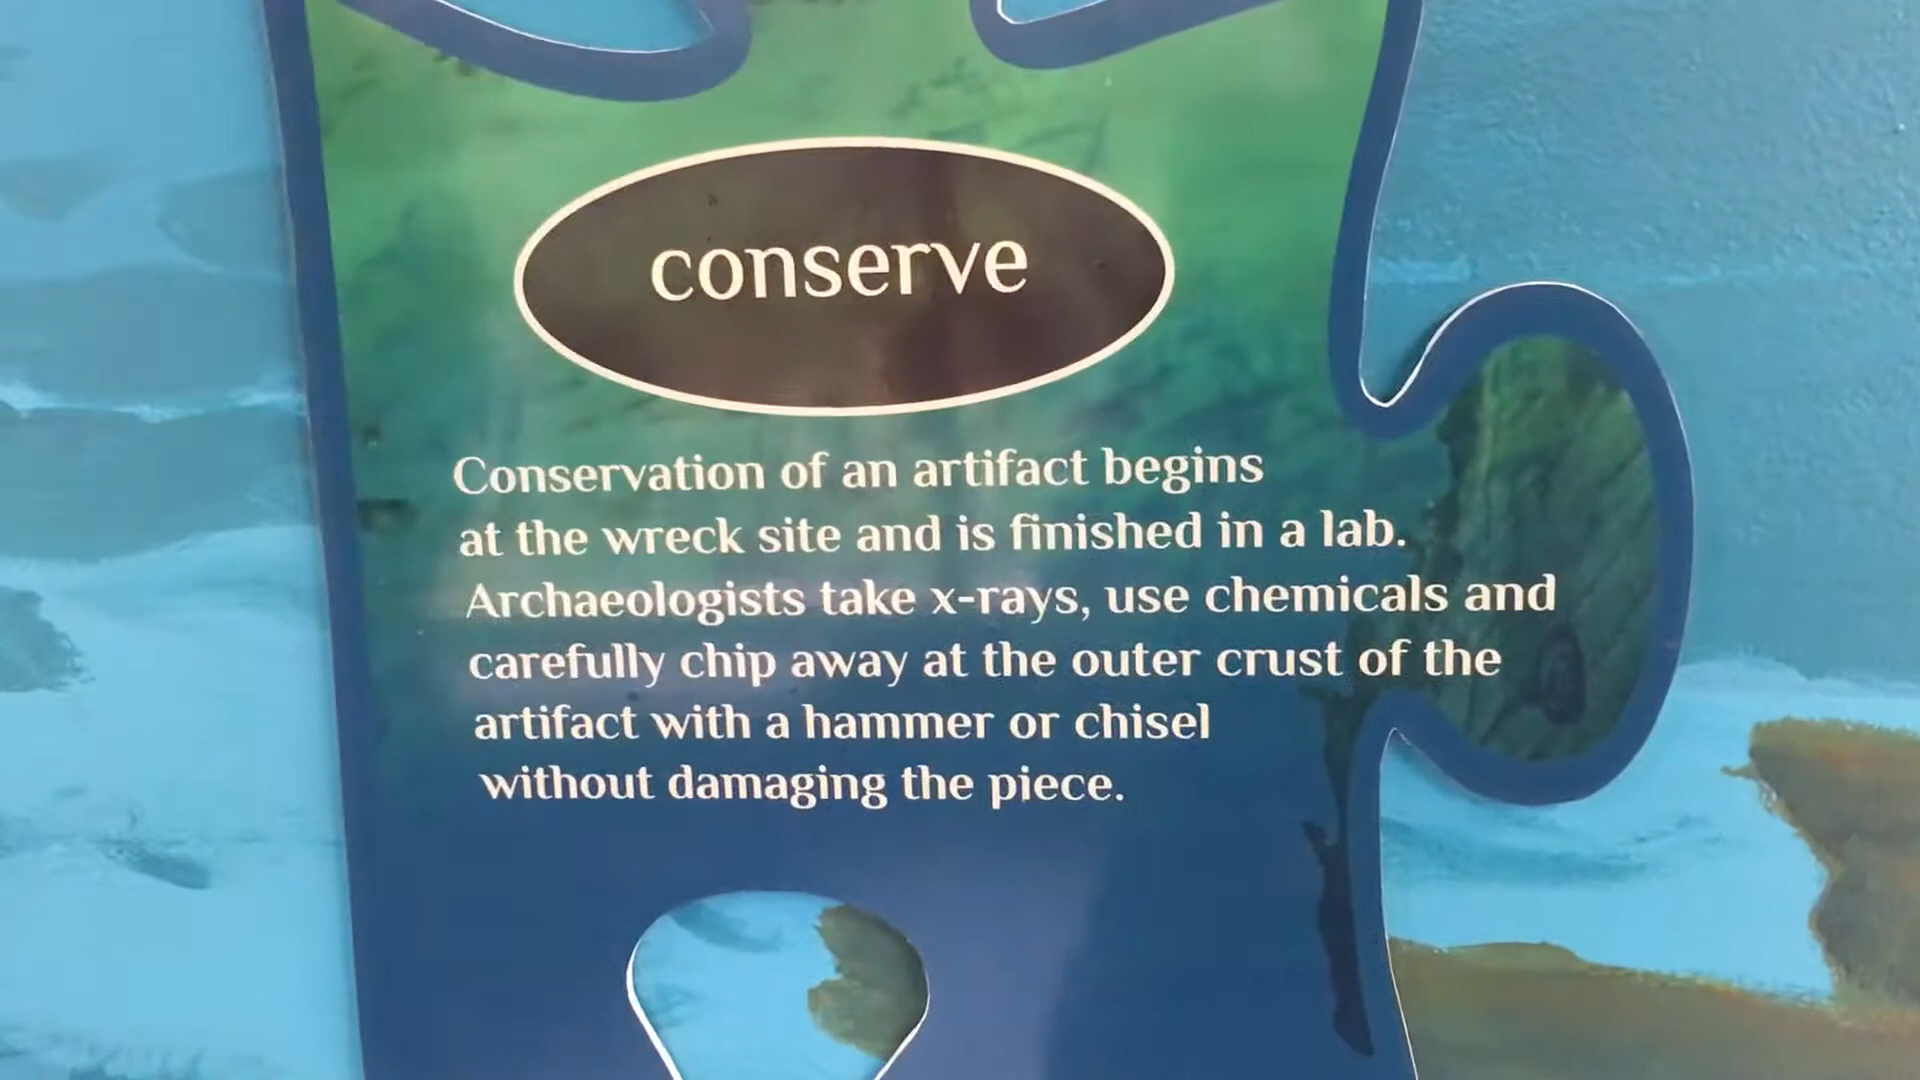 conserve
Conservation of an artifact begins
at the wreck site and is finished in a lab.
Archaeologists take x-rays, use chemicals and
carefully chip away at the outer crust of the
artifact with a hammer or chisel
without damaging the piece.